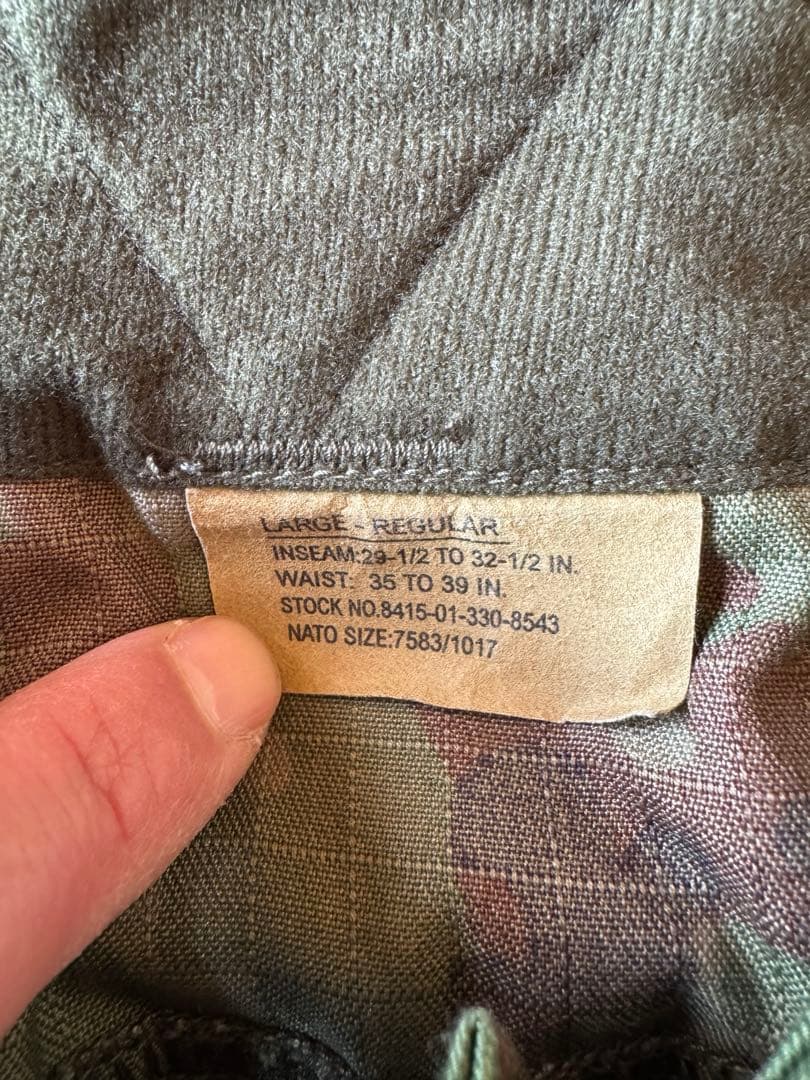 LARGE - REGULAR
INSEAM:29-1/2 TO 32-1/2 IN.
WAIST: 35 TO 39 IN.
STOCK NO.8415-01-330-8543
NATO SIZE:7583/1017